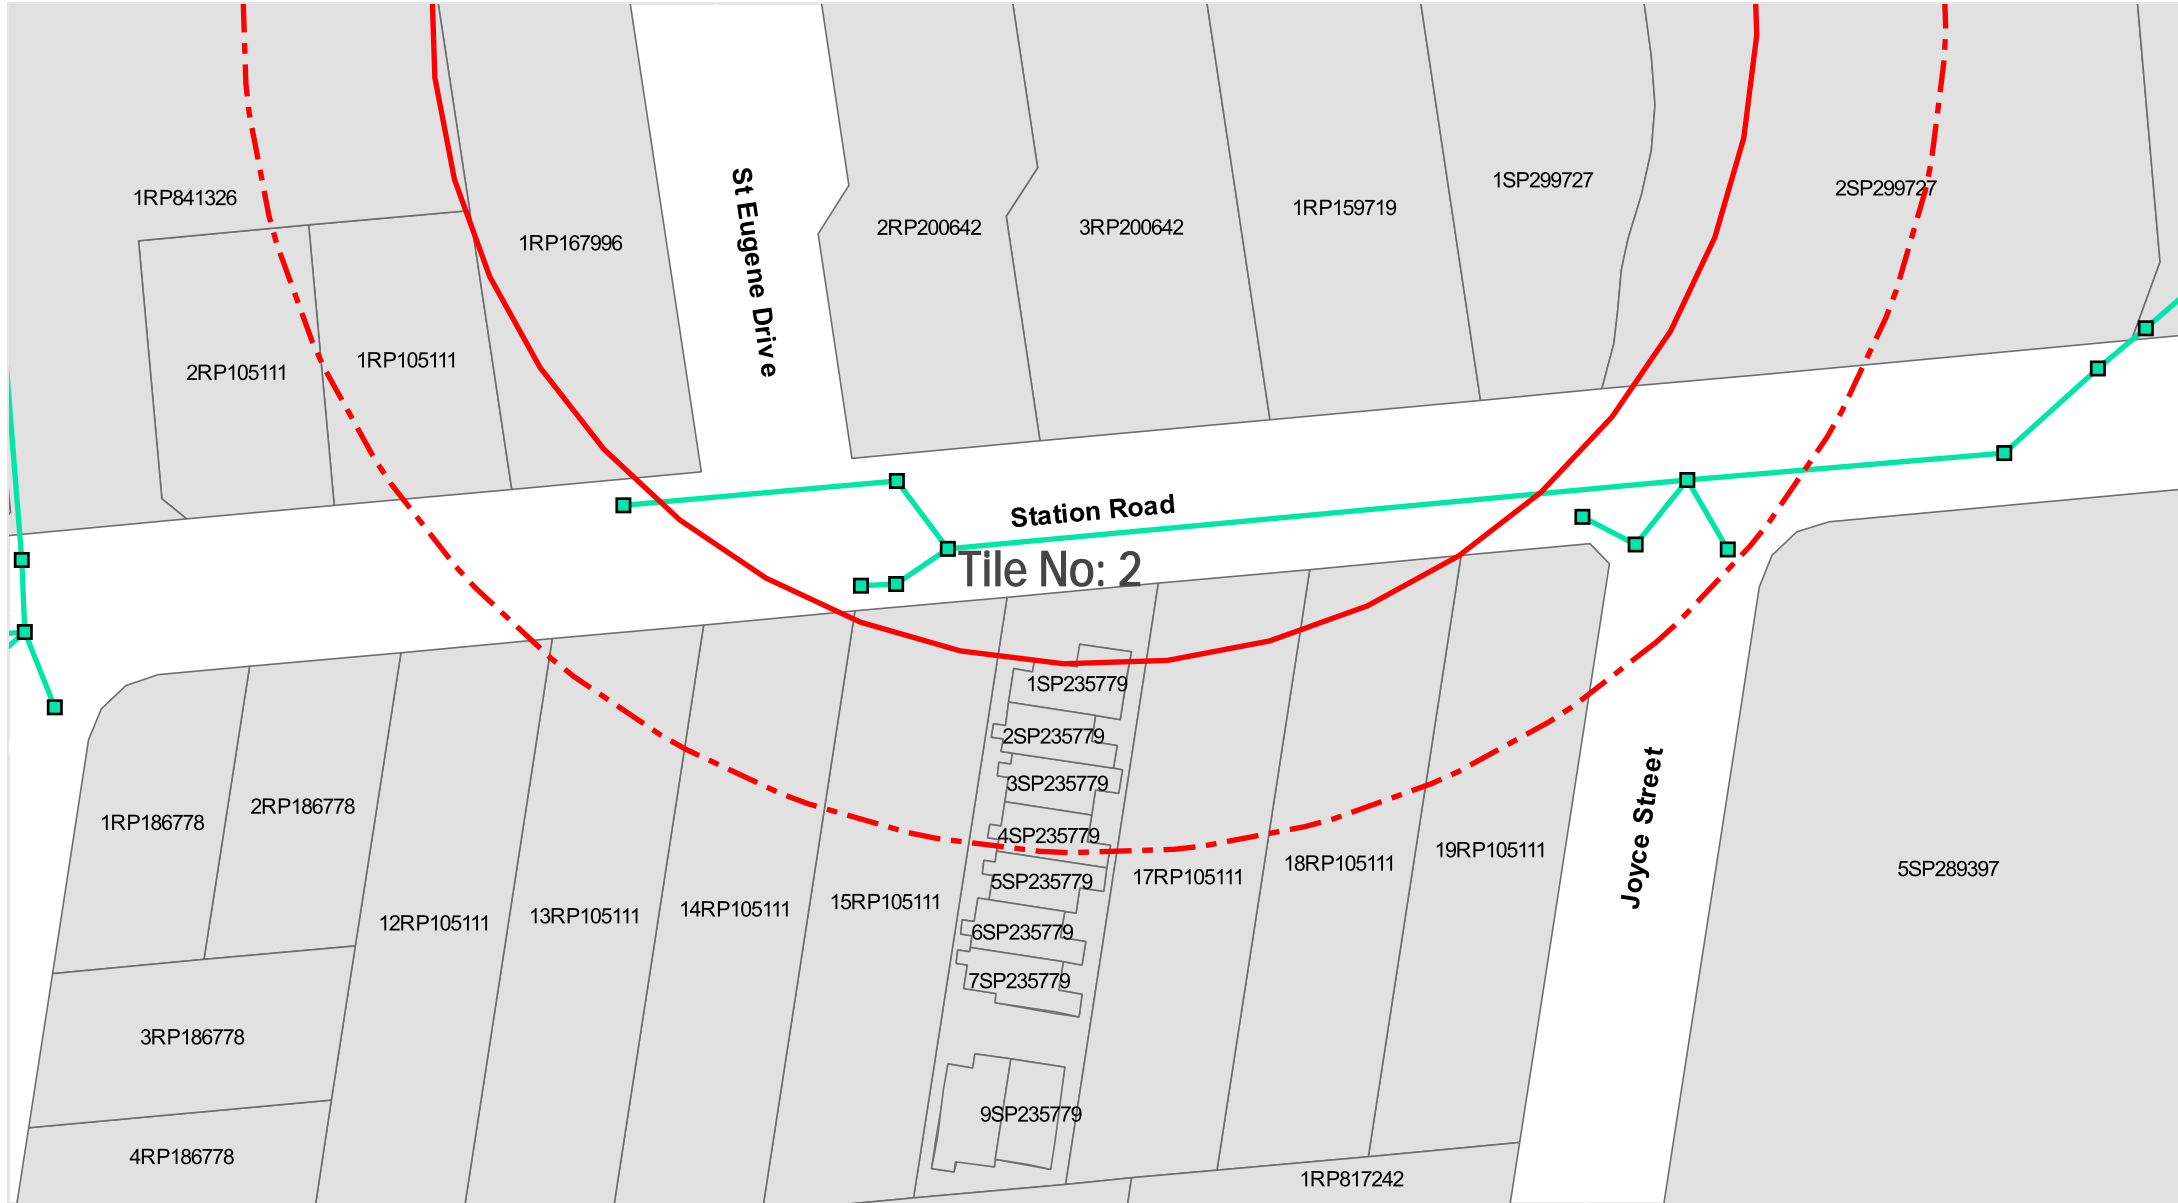 1SP299727
2SP299727
1RP841326
1RP159719
2RP200642
3RP200642
1RP167996
St Eugene Drive
1RP105111
2RP105111
Station Road
Tile No: 2
1SP235779
2SP235779
3SP235779
4SP235779
5SP235779
6SP235779
7SP235779
9SP235779
1RP186778
2RP186778
12RP105111
13RP105111
14RP105111
15RP105111
17RP105111
18RP105111
19RP105111
Joyce Street
5SP289397
3RP186778
4RP186778
1RP817242